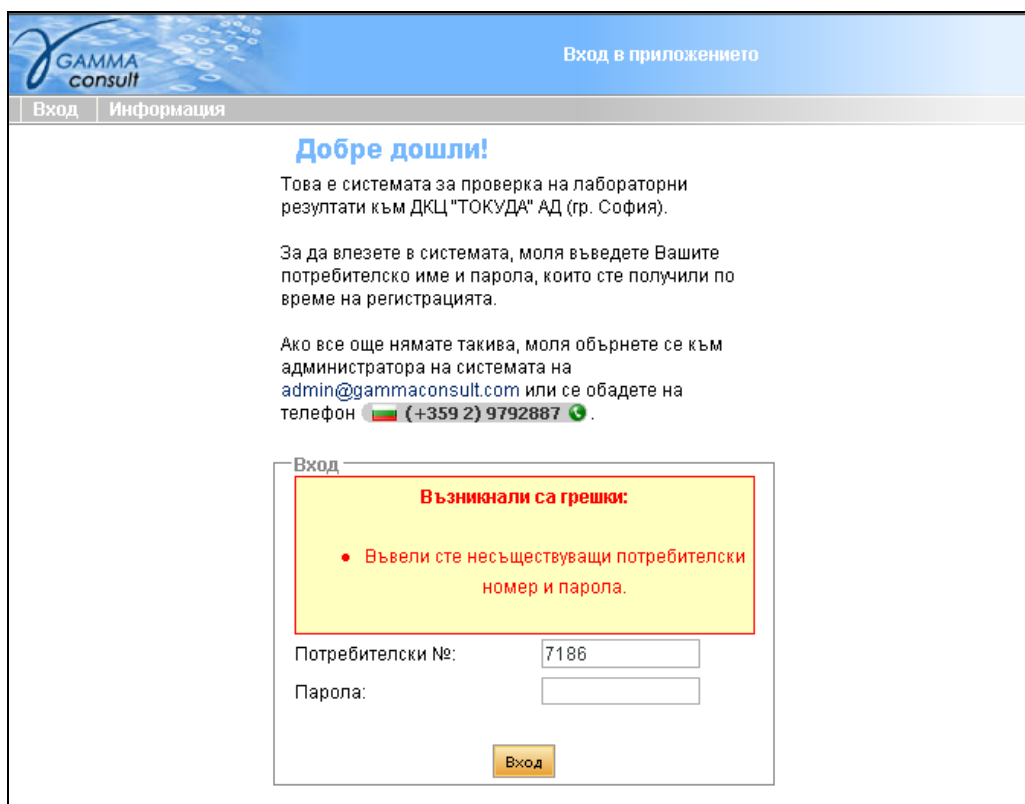 GAMMA
consult
Вход в приложението
Вход
Информация
Добре дошли!
Това е системата за проверка на лабораторни
резултати към ДКЦ "ТОКУДА" АД (гр. София).
За да влезете в системата, моля въведете Вашите
потребителско име и парола, които сте получили по
време на регистрацията.
Ако все още нямате такива, моля обърнете се към
администратора на системата на
admin@gammaconsult.com или се обадете на
телефон (+359 2) 9792887 .
Вход
Възникнали са грешки:
• Въвели сте несъществуващи потребителски
номер и парола.
Потребителски №: 7186
Парола:
Вход